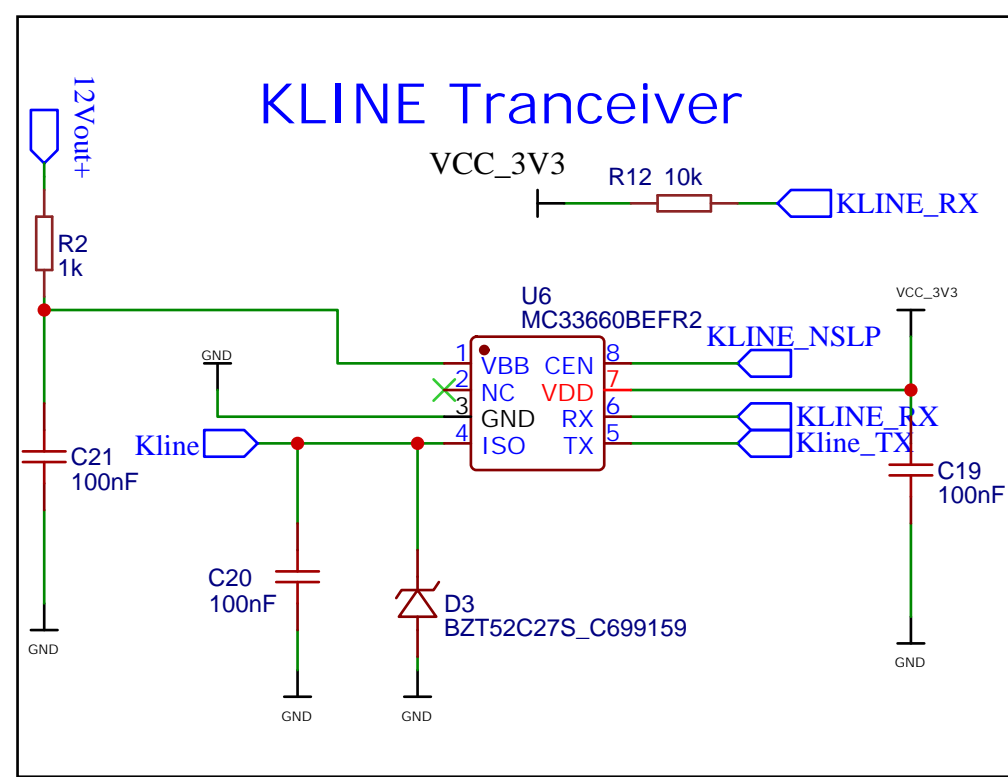 KLINE Tranceiver
12Vout+
VCC_3V3
R12 10k
KLINE_RX
R2
1k
U6
MC33660BEFR2
VCC_3V3
KLINE_NSLP
GND
1
VBB
CEN
8
2
NC
VDD
7
3
GND
RX
6
KLINE_RX
Kline
4
ISO
TX
5
Kline_TX
C21
100nF
C19
100nF
C20
100nF
D3
BZT52C27S_C699159
GND
GND
GND
GND